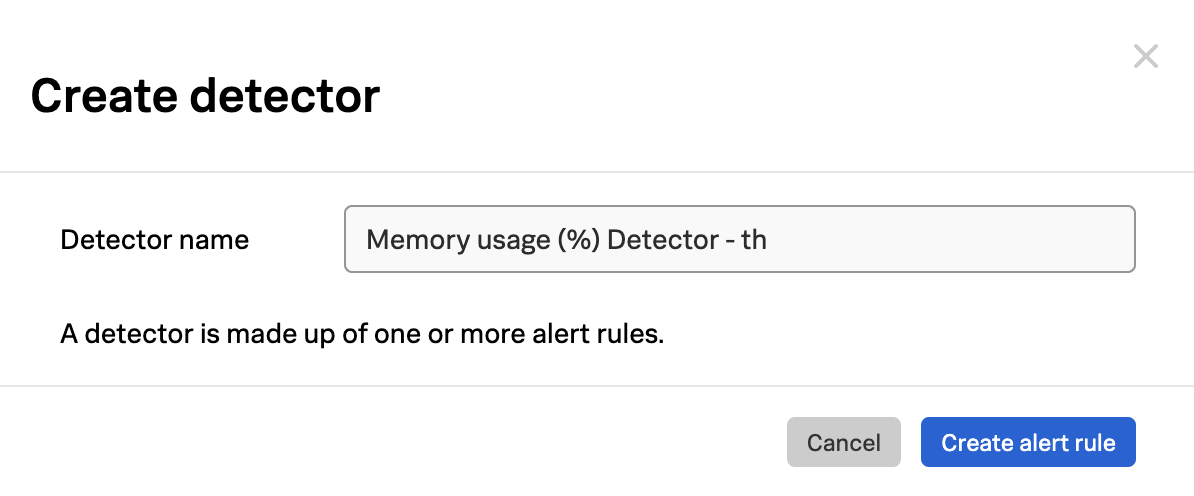 Create detector
Detector name
Memory usage (%) Detector - th
A detector is made up of one or more alert rules.
Cancel
Create alert rule